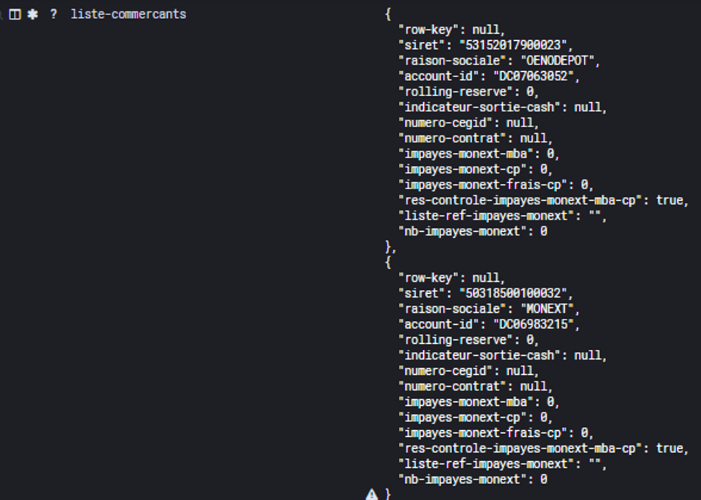 ? liste-commercants
{
"row-key": null,
"siret": "53152017900023",
"raison-sociale": "OENODEPOT",
"account-id": "DC07063052",
"rolling-reserve": 0,
"indicateur-sortie-cash": null,
"numero-cegid": null,
"numero-contrat": null,
"impayes-monext-mba": 0,
"impayes-monext-cp": 0,
"impayes-monext-frais-cp": 0,
"res-controle-impayes-monext-mba-cp": true,
"liste-ref-impayes-monext": "",
"nb-impayes-monext": 0
},
{
"row-key": null,
"siret": "50318500100032",
"raison-sociale": "MONEXT",
"account-id": "DC06983215",
"rolling-reserve": 0,
"indicateur-sortie-cash": null,
"numero-cegid": null,
"numero-contrat": null,
"impayes-monext-mba": 0,
"impayes-monext-cp": 0,
"impayes-monext-frais-cp": 0,
"res-controle-impayes-monext-mba-cp": true,
"liste-ref-impayes-monext": "",
"nb-impayes-monext": 0
}